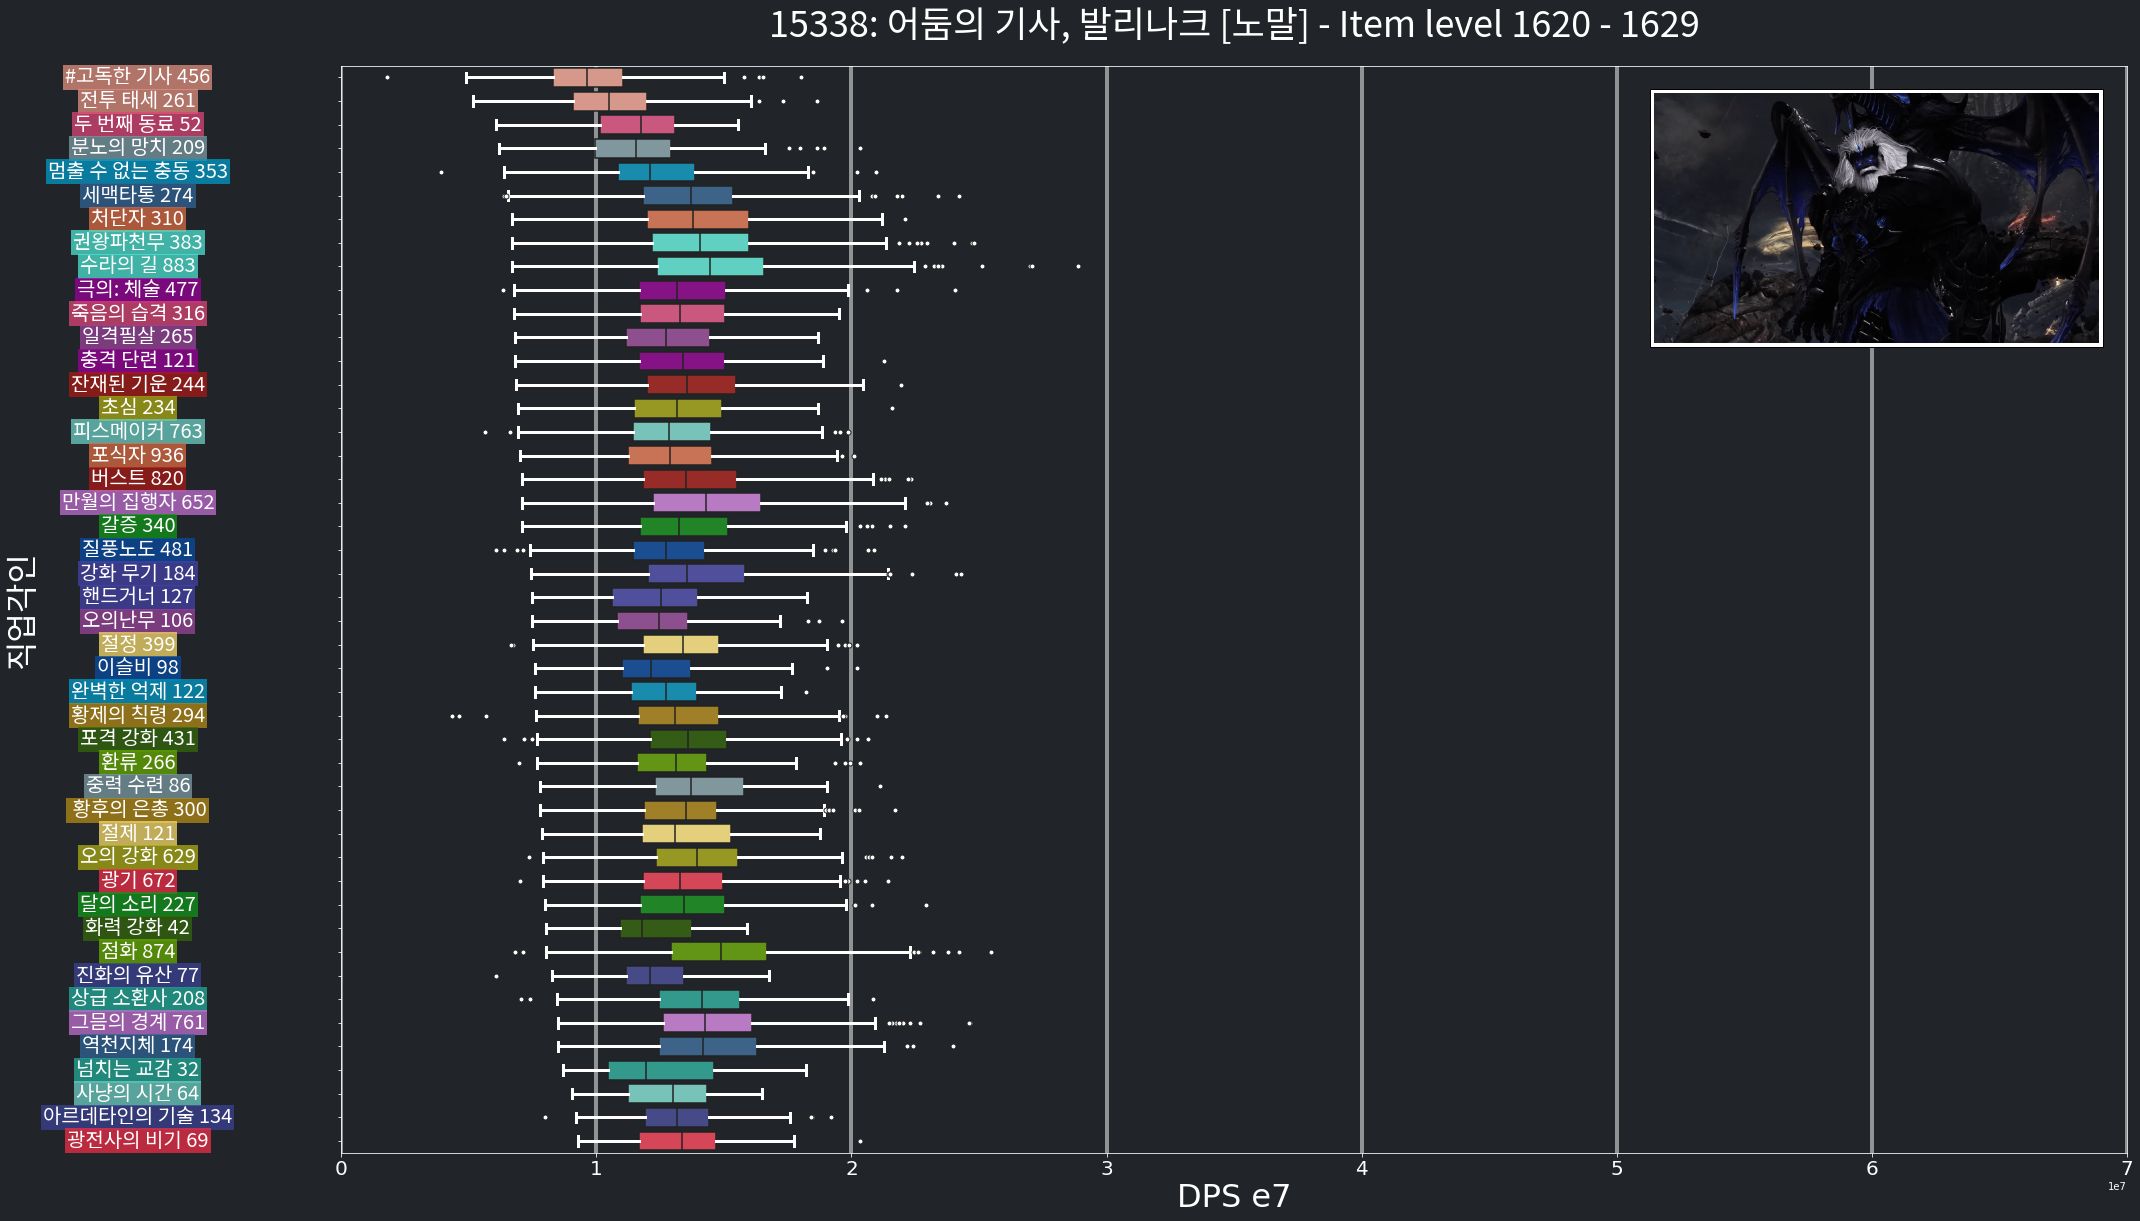 15338: 어둠의 기사, 발리나크 [노말] - Item level 1620 - 1629
#고독한 기사 456
전투 태세 261
두 번째 동료 52
분노의 망치 209
멈출 수 없는 충동 353
세맥타통 274
처단자 310
권왕파천무 383
수라의 길 883
극의: 체술 477
죽음의 습격 316
일격필살 265
충격 단련 121
잔재된 기운 244
초심 234
피스메이커 763
포식자 936
버스트 820
만월의 집행자 652
갈증 340
질풍노도 481
강화 무기 184
핸드거너 127
오의난무 106
절정 399
이슬비 98
완벽한 억제 122
황제의 칙령 294
포격 강화 431
환류 266
중력 수련 86
황후의 은총 300
절제 121
오의 강화 629
광기 672
달의 소리 227
화력 강화 42
점화 874
진화의 유산 77
상급 소환사 208
그믐의 경계 761
역천지체 174
넘치는 교감 32
사냥의 시간 64
아르데타인의 기술 134
광전사의 비기 69
직업각인
0 1 2 3 4 5 6 7
1e7
DPS e7